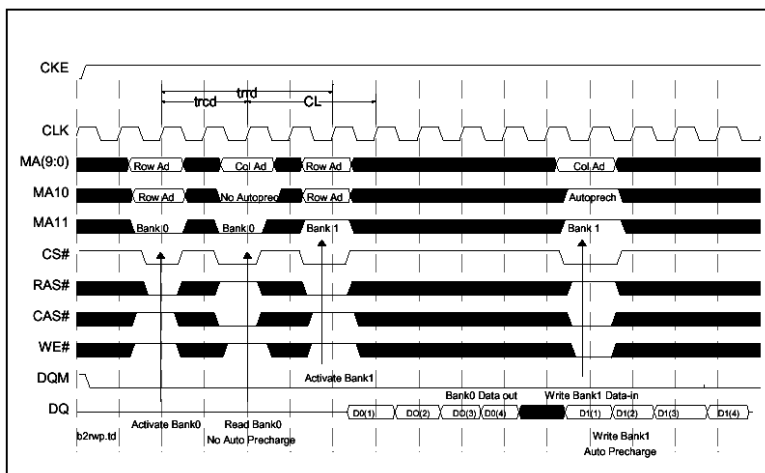 CKE
trrd
trcd CL
CLK
MA(9:0) Row Ad Col Ad Row Ad Col Ad
MA10 Row Ad No Autoprec Row Ad Autoprech
MA11 Bank 0 Bank 0 Bank 1 Bank 1
CS#
RAS#
CAS#
WE#
Activate Bank1
DQM
Bank0 Data out Write Bank1 Data-in
DQ D0(1) DO(2) DO(3) D0(4) D1(1) D1(2) D1(3) D1(4)
b2rwp.td Activate Bank0 Read Bank0 Write Bank1
No Auto Precharge Auto Precharge